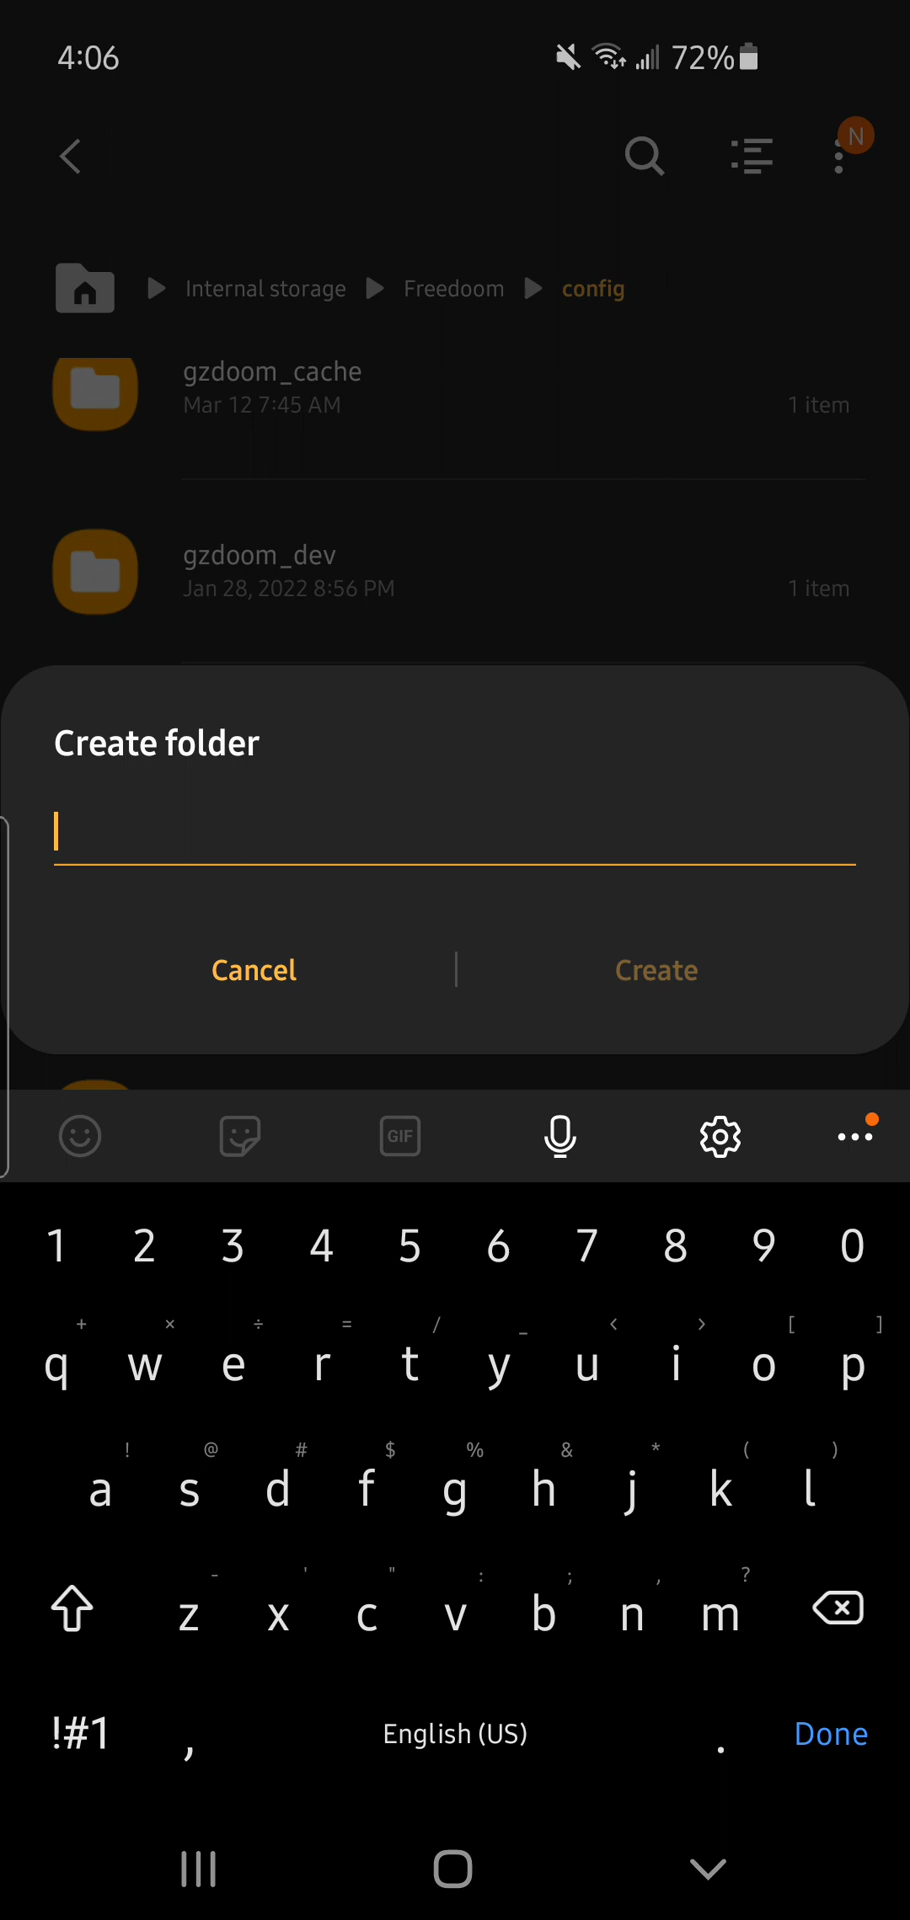 4:06
72%
N
Internal storage
Freedoom
config
gzdoom_cache
Mar 12 7:45 AM
1 item
gzdoom_dev
Jan 28, 2022 8:56 PM
1 item
Create folder
Cancel
Create
GIF
1 2 3 4 5 6 7 8 9 0
+ × ÷ = / _ < > [ ]
q w e r t y u i o p
! @ # $ % & * ( )
a s d f g h j k l
- ' " : ; , ?
z x c v b n m
!#1 , English (US) . Done